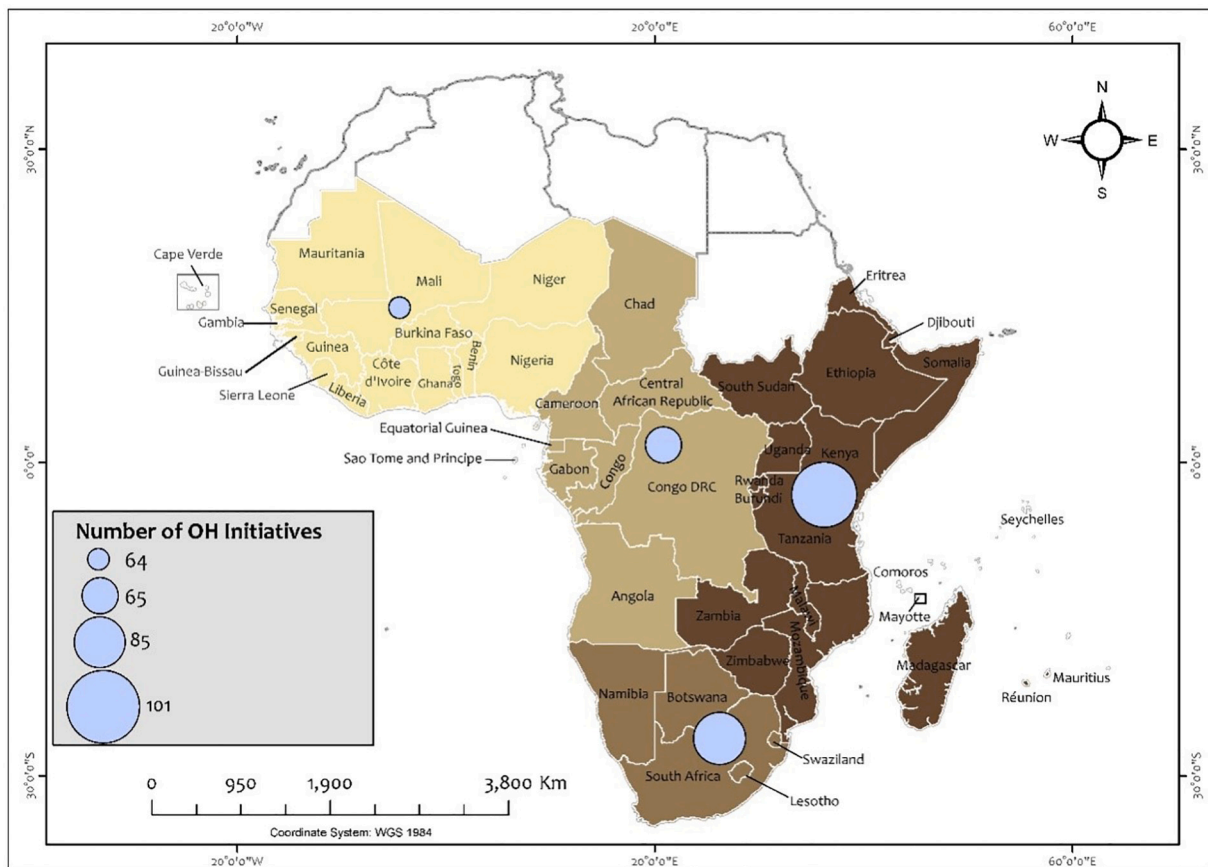 20°0'0"W
20°0'0"E
60°0'0"E
30°0'0"N
30°0'0"N
N
W
E
S
Mauritania
Cape Verde
Mali
Niger
Eritrea
Chad
Senegal
Djibouti
Gambia
Burkina Faso
Somalia
Guinea
Benin
Nigeria
Guinea-Bissau
Côte
d'Ivoire
Ghana
Togo
Ethiopia
South Sudan
Central
African Republic
Sierra Leone
Liberia
Cameroon
Equatorial Guinea
Uganda
Kenya
Sao Tome and Principe
0°0'0"
0°0'0"
Gabon
Congo
Congo DRC
Rwanda
Burundi
Seychelles
Tanzania
Number of OH Initiatives
64
65
85
101
Comoros
Angola
Malawi
Zambia
Mayotte
Mozambique
Zimbabwe
Madagascar
Mauritius
Namibia
Botswana
Réunion
Swaziland
South Africa
Lesotho
30°0'0"S
30°0'0"S
0
950
1,900
3,800 Km
Coordinate System: WGS 1984
20°0'0"W
20°0'0"E
60°0'0"E